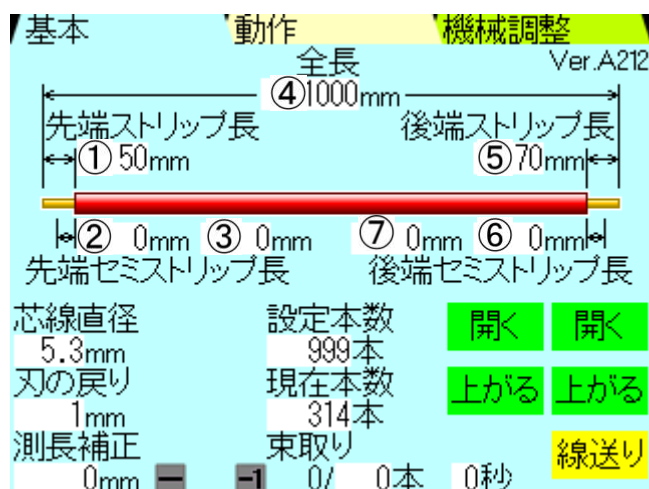 基本 動作 機械調整
全長 Ver.A212
④1000mm
先端ストリップ長 後端ストリップ長
①50mm ⑤70mm
② 0mm ③ 0mm ⑦ 0mm ⑥ 0mm
先端セミストリップ長 後端セミストリップ長
芯線直径 設定本数 開く 開く
5.3mm 999本
刃の戻り 現在本数 上がる 上がる
1mm 314本
測長補正 束取り 線送り
0mm ー -1 0/ 0本 0秒